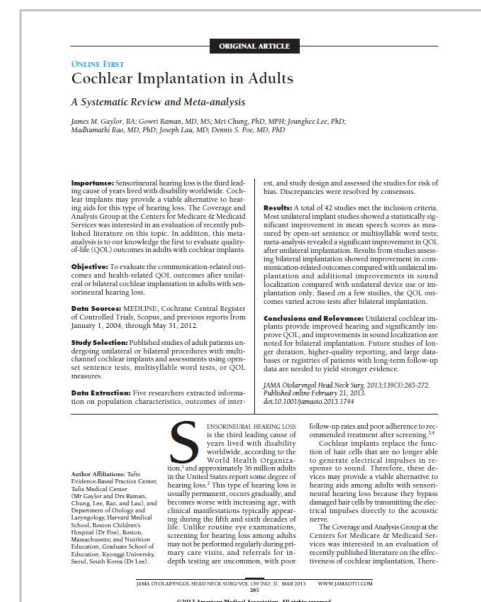 ORIGINAL ARTICLE
ONLINE FIRST
Cochlear Implantation in Adults
A Systematic Review and Meta-analysis
James M. Gaylor, BA; Gowri Raman, MD, MS; Mei Chung, PhD, MPH; Jounghee Lee, PhD;
Madhumathi Rao, MD, PhD; Joseph Lau, MD; Dennis S. Poe, MD, PhD
Importance: Sensorineural hearing loss is the third lead-
ing cause of years lived with disability worldwide. Coch-
lear implants may provide a viable alternative to hear-
ing aids for this type of hearing loss. The Coverage and
Analysis Group at the Centers for Medicare & Medicaid
Services was interested in an evaluation of recently pub-
lished literature on this topic. In addition, this meta-
analysis is to our knowledge the first to evaluate quality-
of-life (QOL) outcomes in adults with cochlear implants.
Objective: To evaluate the communication-related out-
comes and health-related QOL outcomes after unilat-
eral or bilateral cochlear implantation in adults with sen-
sorineural hearing loss.
Data Sources: MEDLINE, Cochrane Central Register
of Controlled Trials, Scopus, and previous reports from
January 1, 2004, through May 31, 2012.
Study Selection: Published studies of adult patients un-
dergoing unilateral or bilateral procedures with multi-
channel cochlear implants and assessments using open-
set sentence tests, multisyllable word tests, or QOL
measures.
Data Extraction: Five researchers extracted informa-
tion on population characteristics, outcomes of inter-
est, and study design and assessed the studies for risk of
bias. Discrepancies were resolved by consensus.
Results: A total of 42 studies met the inclusion criteria.
Most unilateral implant studies showed a statistically sig-
nificant improvement in mean speech scores as mea-
sured by open-set sentence or multisyllable word tests;
meta-analysis revealed a significant improvement in QOL
after unilateral implantation. Results from studies assess-
ing bilateral implantation showed improvement in com-
munication-related outcomes compared with unilateral im-
plantation and additional improvements in sound
localization compared with unilateral device use or im-
plantation only. Based on a few studies, the QOL out-
comes varied across tests after bilateral implantation.
Conclusions and Relevance: Unilateral cochlear im-
plants provide improved hearing and significantly im-
prove QOL, and improvements in sound localization are
noted for bilateral implantation. Future studies of lon-
ger duration, higher-quality reporting, and large data-
bases or registries of patients with long-term follow-up
data are needed to yield stronger evidence.
JAMA Otolaryngol Head Neck Surg. 2013;139(3):265-272.
Published online February 21, 2013.
doi:10.1001/jamaoto.2013.1744
Author Affiliations: Tufts
Evidence-Based Practice Center,
Tufts Medical Center
(Mr Gaylor and Drs Raman,
Chung, Lee, Rao, and Lau), and
Department of Otology and
Laryngology, Harvard Medical
School, Boston Children's
Hospital (Dr Poe), Boston,
Massachusetts; and Nutrition
Education, Graduate School of
Education, Kyonggi University,
Seoul, South Korea (Dr Lee).
SENSORINEURAL HEARING LOSS
is the third leading cause of
years lived with disability
worldwide, according to the
World Health Organiza-
tion,1 and approximately 36 million adults
in the United States report some degree of
hearing loss.2 This type of hearing loss is
usually permanent, occurs gradually, and
becomes worse with increasing age, with
clinical manifestations typically appear-
ing during the fifth and sixth decades of
life. Unlike routine eye examinations,
screening for hearing loss among adults
may not be performed regularly during pri-
mary care visits, and referrals for in-
depth testing are uncommon, with poor
follow-up rates and poor adherence to rec-
ommended treatment after screening.3,4
Cochlear implants replace the func-
tion of hair cells that are no longer able
to generate electrical impulses in re-
sponse to sound. Therefore, these de-
vices may provide a viable alternative to
hearing aids among adults with sensori-
neural hearing loss because they bypass
damaged hair cells by transmitting the elec-
trical impulses directly to the acoustic
nerve.
The Coverage and Analysis Group at the
Centers for Medicare & Medicaid Ser-
vices was interested in an evaluation of
recently published literature on the effec-
tiveness of cochlear implantation. There-
JAMA OTOLARYNGOL HEAD NECK SURG/VOL 139 (NO. 3), MAR 2013 WWW.JAMAOTO.COM
265
©2013 American Medical Association. All rights reserved.